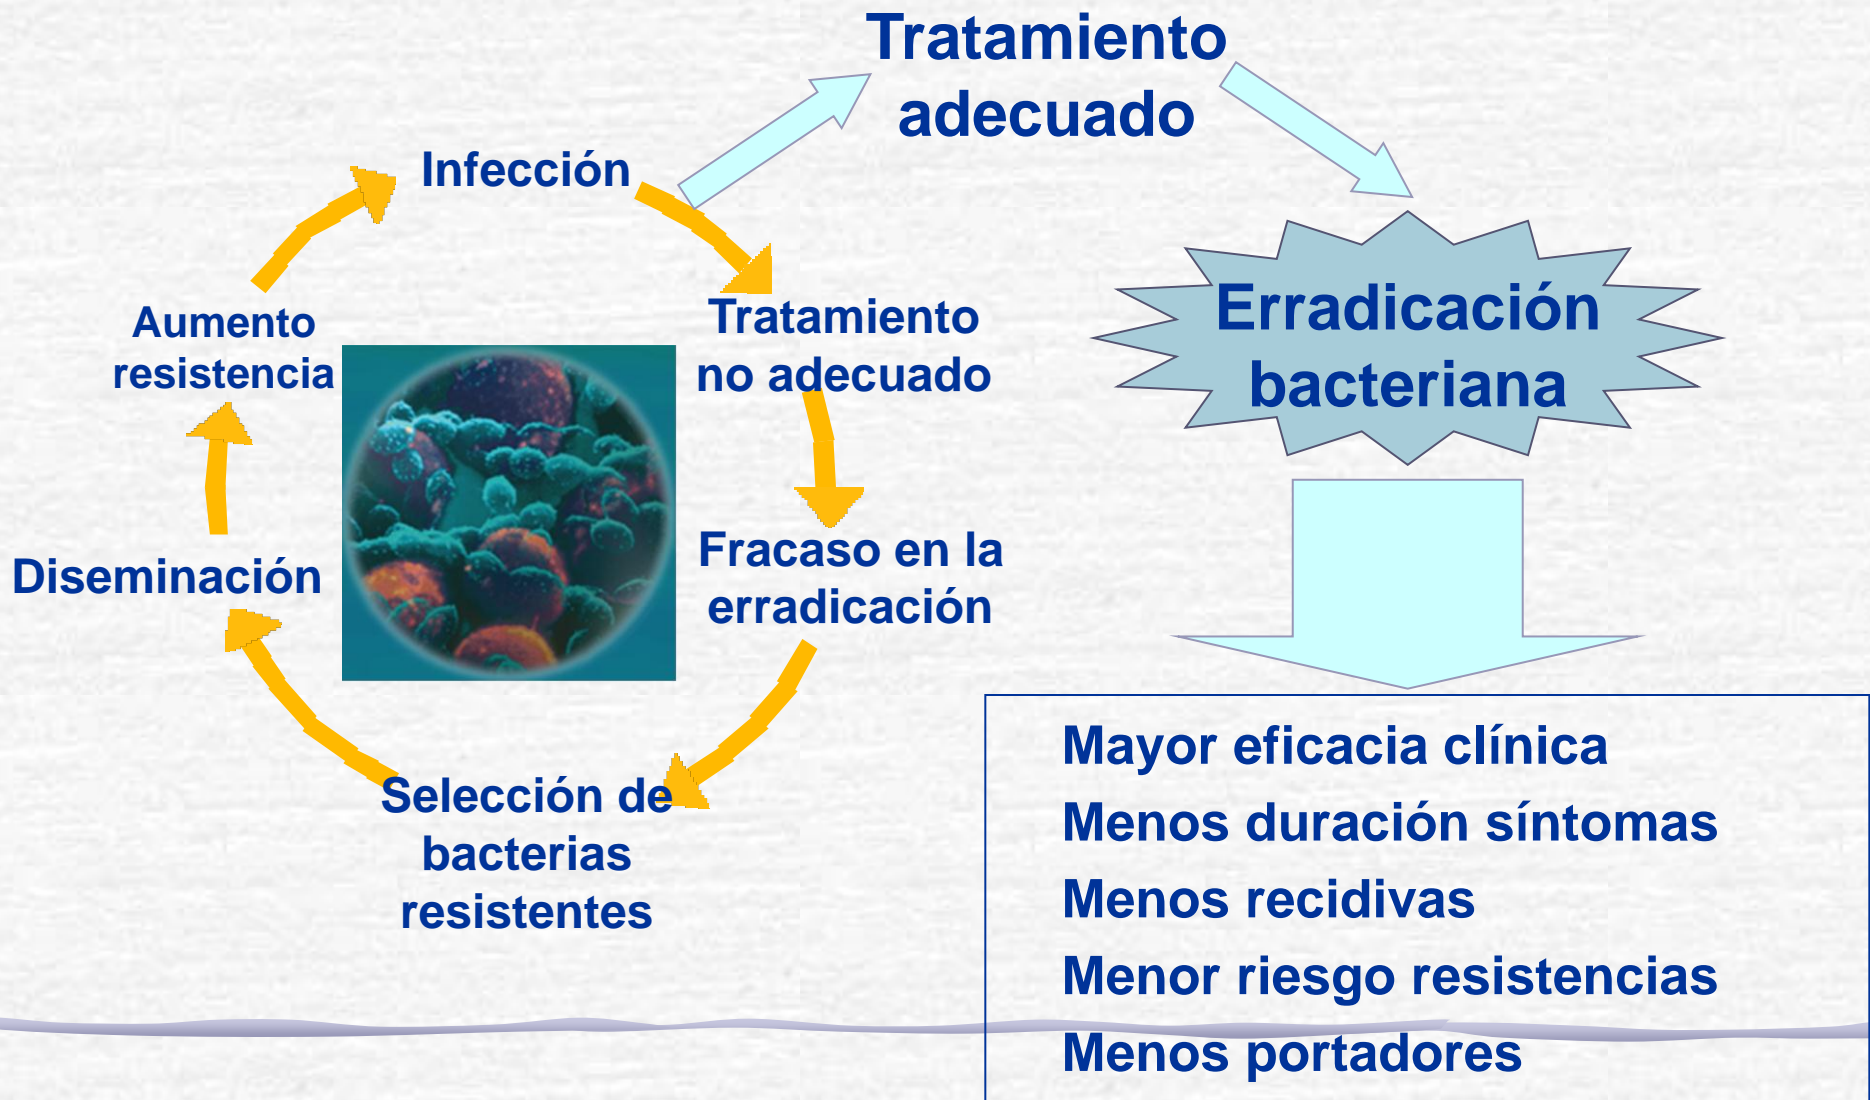 Tratamiento
adecuado
Infección
Tratamiento
no adecuado
Fracaso en la
erradicación
Selección de
bacterias
resistentes
Diseminación
Aumento
resistencia
Erradicación
bacteriana
Mayor eficacia clínica
Menos duración síntomas
Menos recidivas
Menor riesgo resistencias
Menos portadores